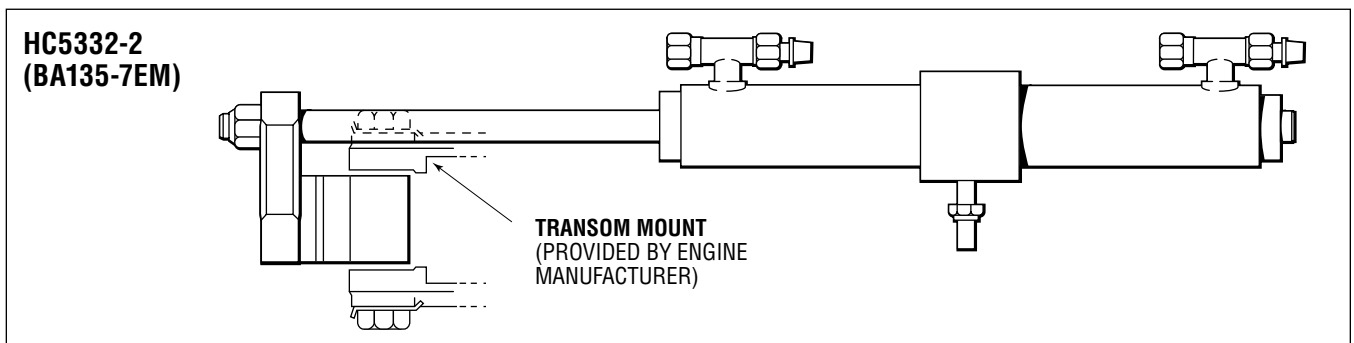 HC5332-2
(BA135-7EM)
TRANSOM MOUNT
(PROVIDED BY ENGINE
MANUFACTURER)